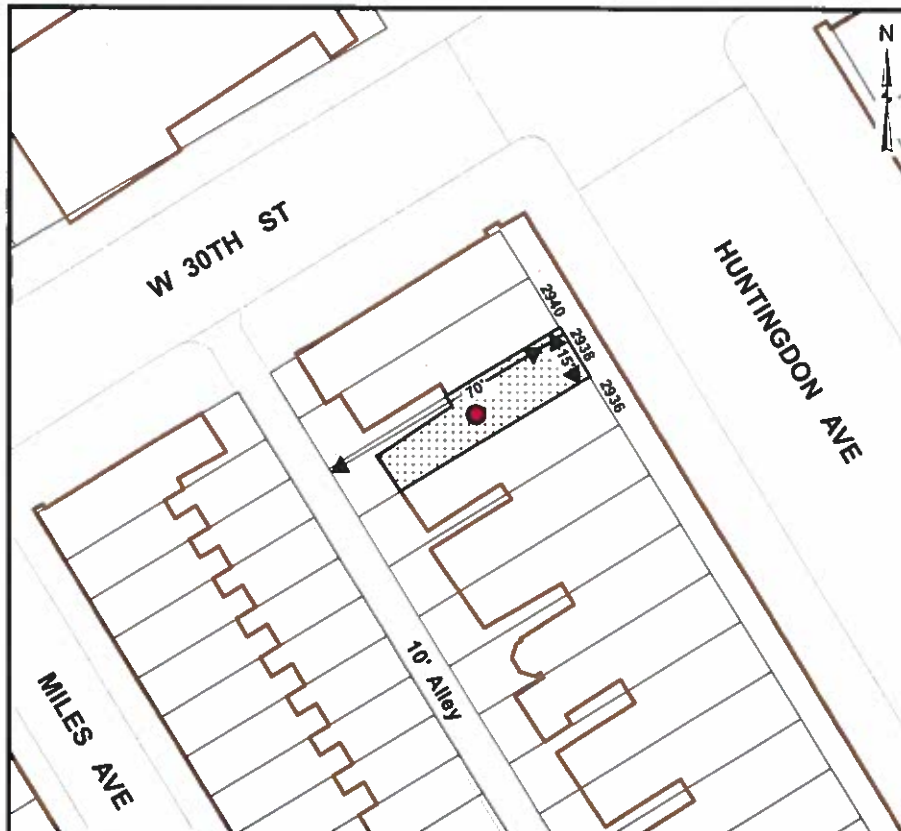 N
W 30TH ST
HUNTINGDON AVE
2940
2938
15'
70'
2936
10' Alley
MILES AVE